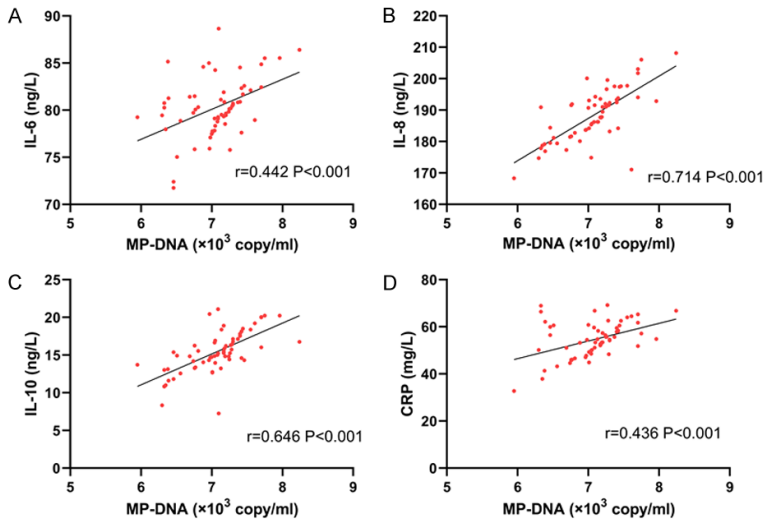 A
IL-6 (ng/L)
90
85
80
75
70
5 6 7 8 9
MP-DNA (×10³ copy/ml)
r=0.442 P<0.001
B
IL-8 (ng/L)
220
210
200
190
180
170
160
5 6 7 8 9
MP-DNA (×10³ copy/ml)
r=0.714 P<0.001
C
IL-10 (ng/L)
25
20
15
10
5
0
5 6 7 8 9
MP-DNA (×10³ copy/ml)
r=0.646 P<0.001
D
CRP (mg/L)
80
60
40
20
0
5 6 7 8 9
MP-DNA (×10³ copy/ml)
r=0.436 P<0.001